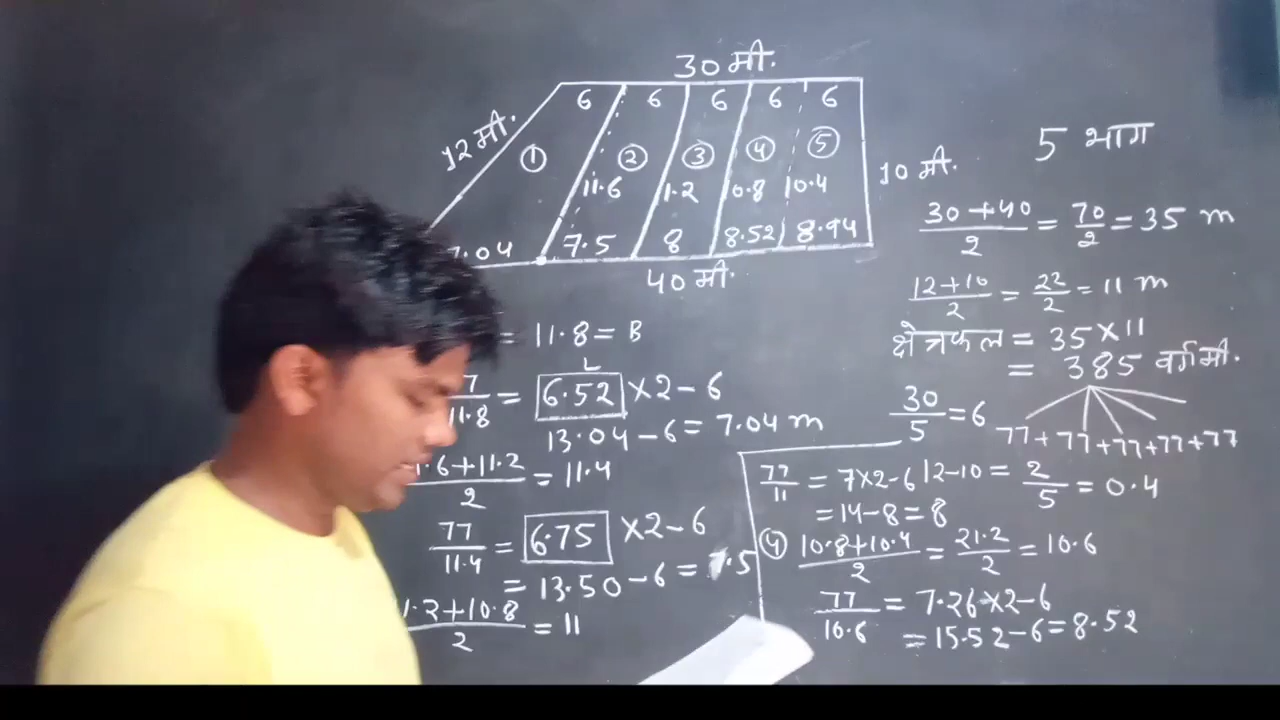 30 मी.
6 6 6 6 6
12 मी.
① ② ③ ④ ⑤
11.6 1.2 10.8 10.4
10 मी.
7.04 7.5 8 8.52 8.94
40 मी.
= 11.8 = B
L
7/11.8 = 6.52 × 2 - 6
13.04 - 6 = 7.04 m
1.6 + 11.2 / 2 = 11.4
77/11.4 = 6.75 × 2 - 6
= 13.50 - 6 = 7.5
1.2 + 10.8 / 2 = 11
5 भाग
30 + 40 / 2 = 70/2 = 35 m
12 + 10 / 2 = 22/2 = 11 m
क्षेत्रफल = 35 × 11
= 385 वर्ग मी.
30/5 = 6
77 + 77 + 77 + 77 + 77
77/11 = 7 × 2 - 6
12 - 10 = 2/5 = 0.4
= 14 - 8 = 8
④ 10.8 + 10.4 / 2 = 21.2/2 = 10.6
77/10.6 = 7.26 × 2 - 6
= 15.52 - 6 = 8.52